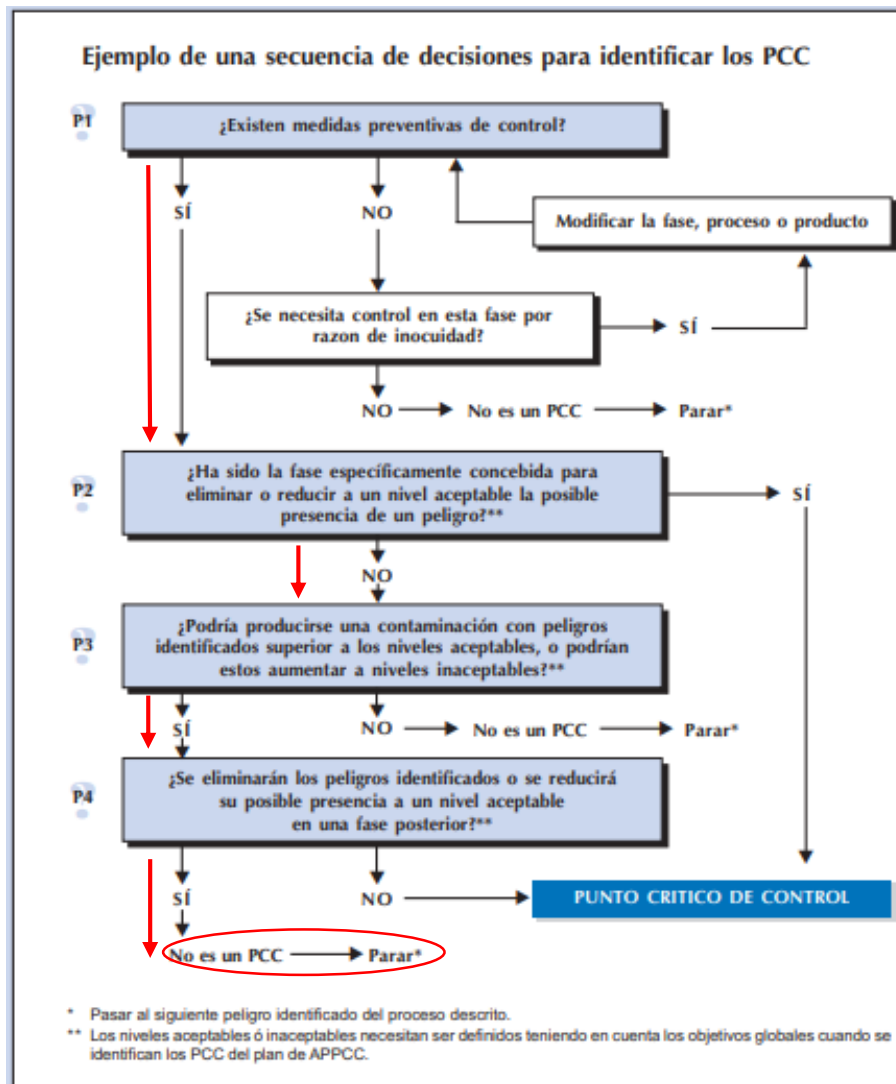 Ejemplo de una secuencia de decisiones para identificar los PCC
P1
¿Existen medidas preventivas de control?
SÍ
NO
Modificar la fase, proceso o producto
¿Se necesita control en esta fase por
razon de inocuidad?
SÍ
NO
No es un PCC
Parar*
P2
¿Ha sido la fase específicamente concebida para
eliminar o reducir a un nivel aceptable la posible
presencia de un peligro?**
SÍ
NO
P3
¿Podría producirse una contaminación con peligros
identificados superior a los niveles aceptables, o podrían
estos aumentar a niveles inaceptables?**
SÍ
NO
No es un PCC
Parar*
P4
¿Se eliminarán los peligros identificados o se reducirá
su posible presencia a un nivel aceptable
en una fase posterior?**
SÍ
NO
PUNTO CRITICO DE CONTROL
No es un PCC
Parar*
* Pasar al siguiente peligro identificado del proceso descrito.
** Los niveles aceptables ó inaceptables necesitan ser definidos teniendo en cuenta los objetivos globales cuando se
identifican los PCC del plan de APPCC.